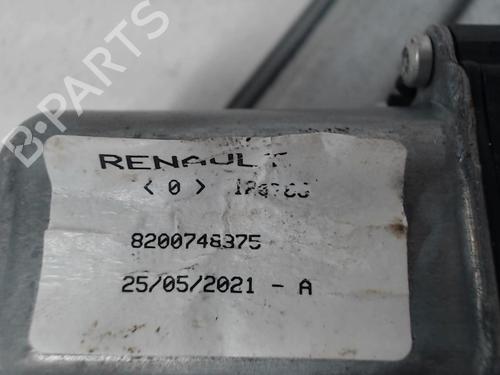 B-PARTS
RENAULT
< 0 >
8200748375
25/05/2021 - A